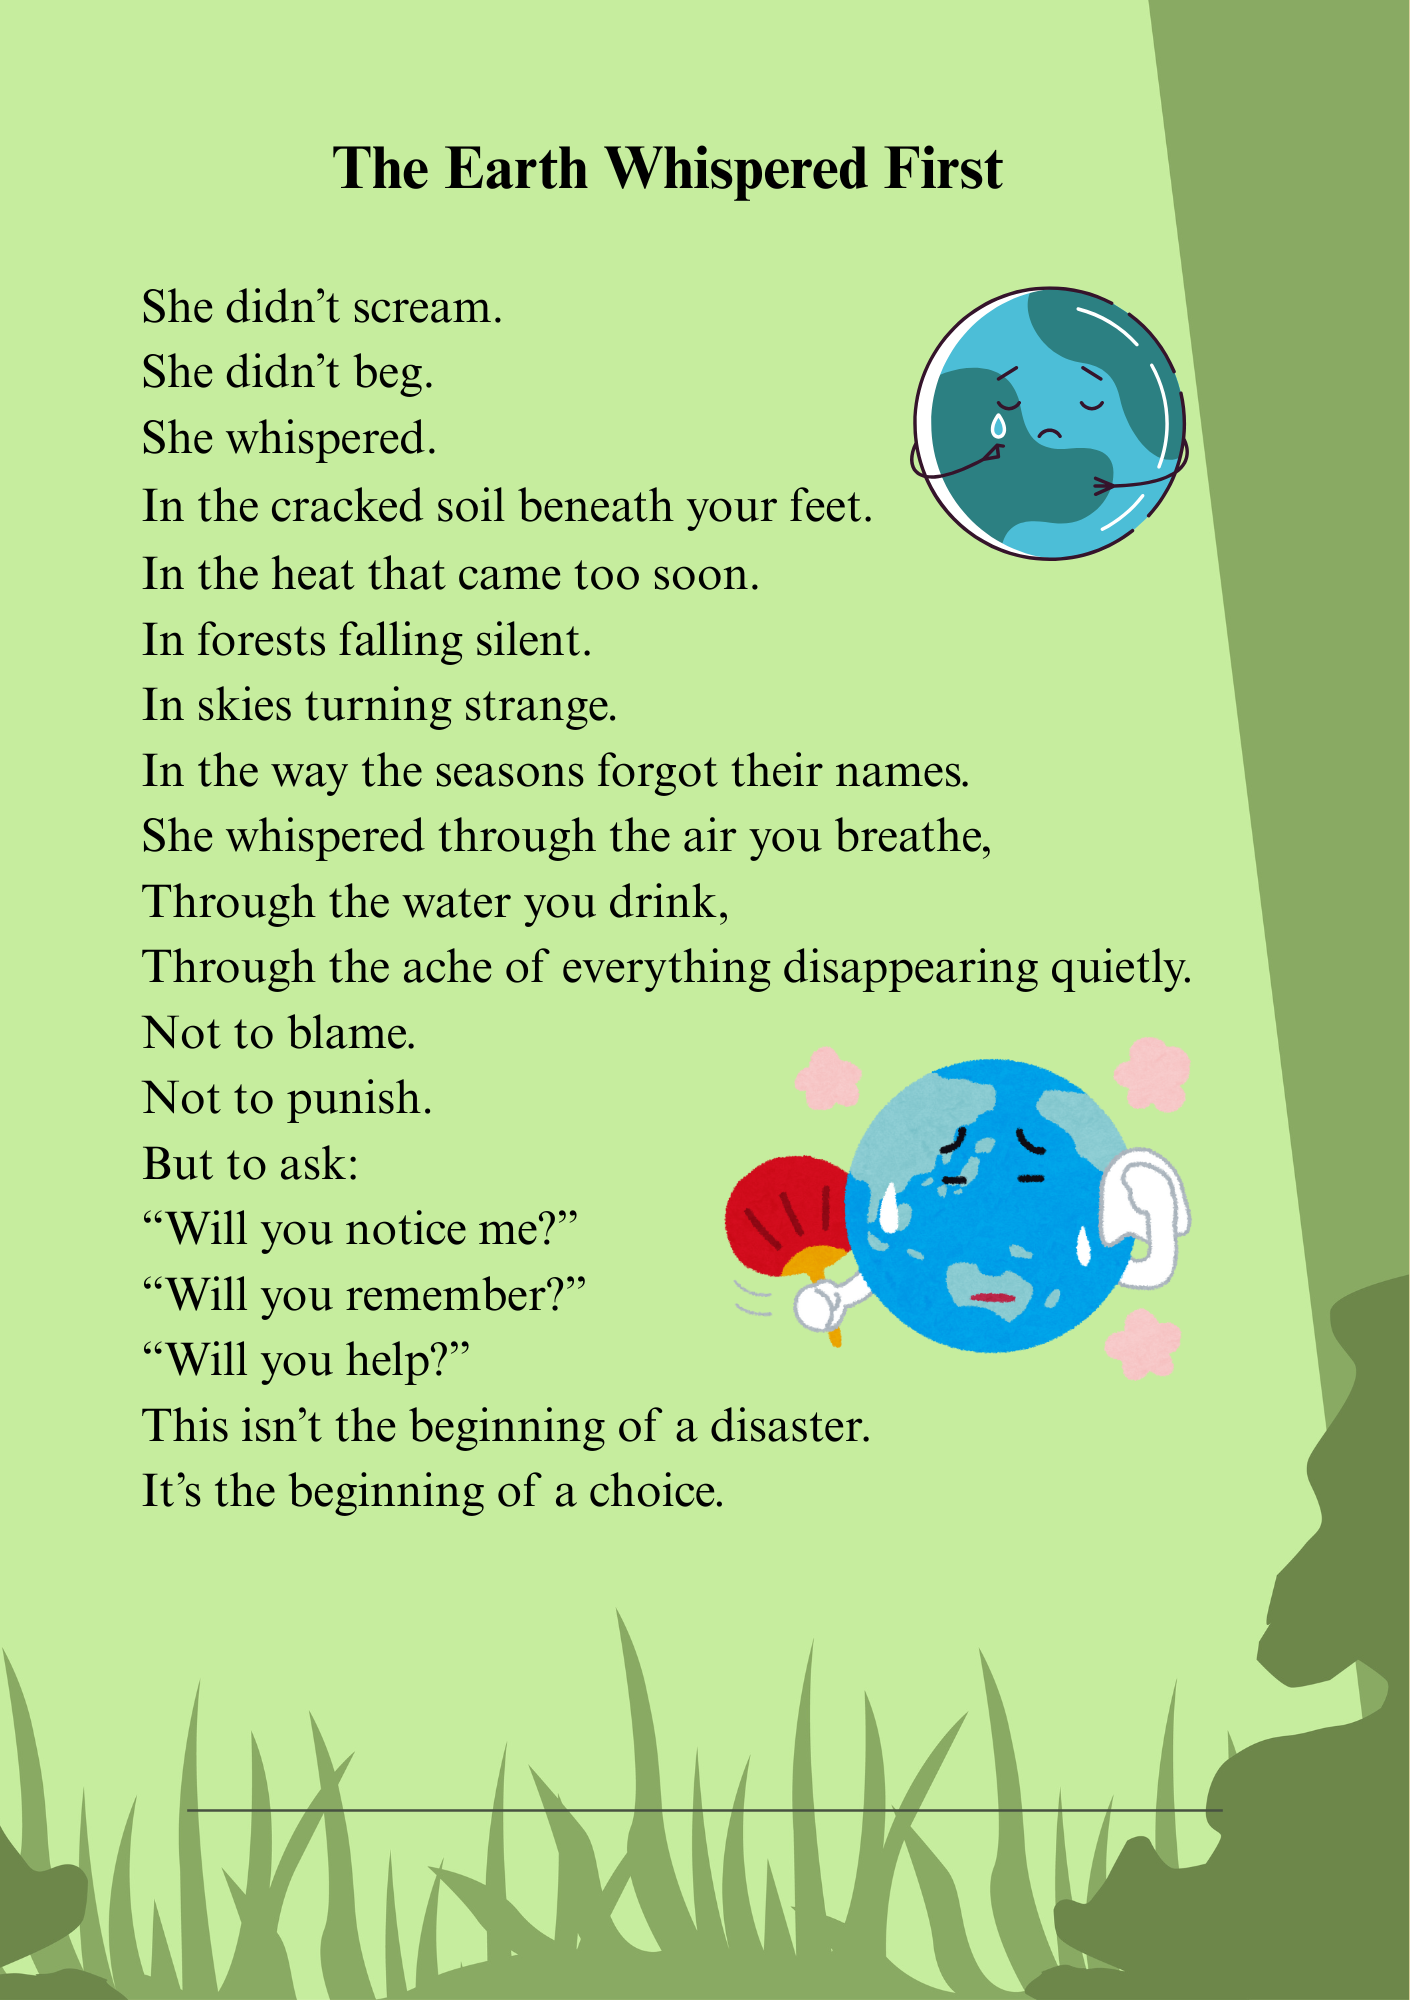 The Earth Whispered First
She didn’t scream.
She didn’t beg.
She whispered.
In the cracked soil beneath your feet.
In the heat that came too soon.
In forests falling silent.
In skies turning strange.
In the way the seasons forgot their names.
She whispered through the air you breathe,
Through the water you drink,
Through the ache of everything disappearing quietly.
Not to blame.
Not to punish.
But to ask:
“Will you notice me?”
“Will you remember?”
“Will you help?”
This isn’t the beginning of a disaster.
It’s the beginning of a choice.